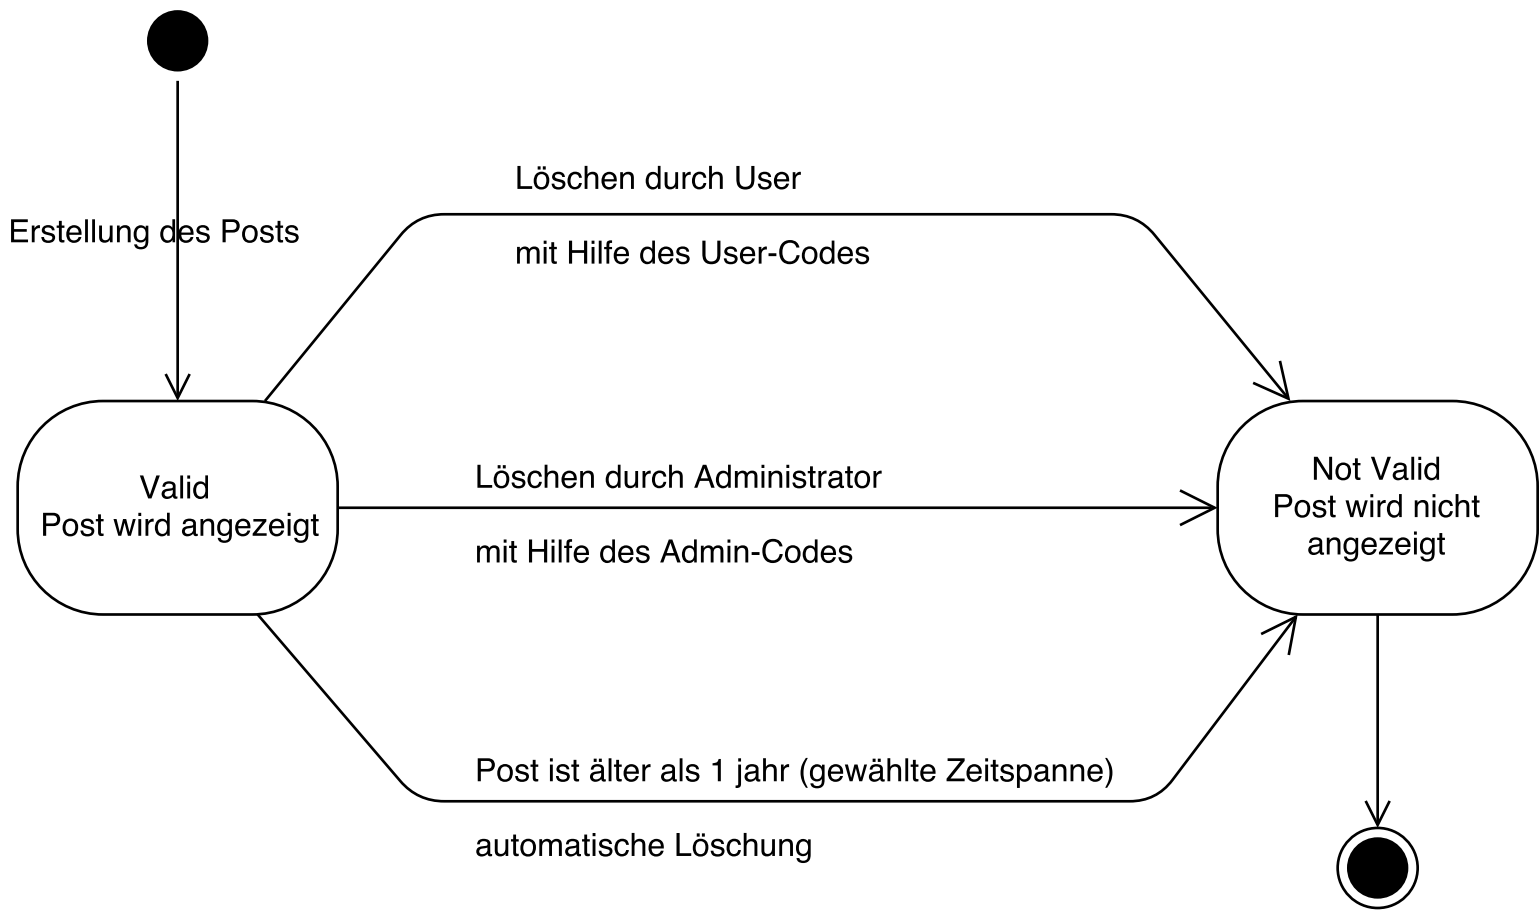 Löschen durch User
Erstellung des Posts
mit Hilfe des User-Codes
Valid
Post wird angezeigt
Löschen durch Administrator
mit Hilfe des Admin-Codes
Not Valid
Post wird nicht
angezeigt
Post ist älter als 1 jahr (gewählte Zeitspanne)
automatische Löschung